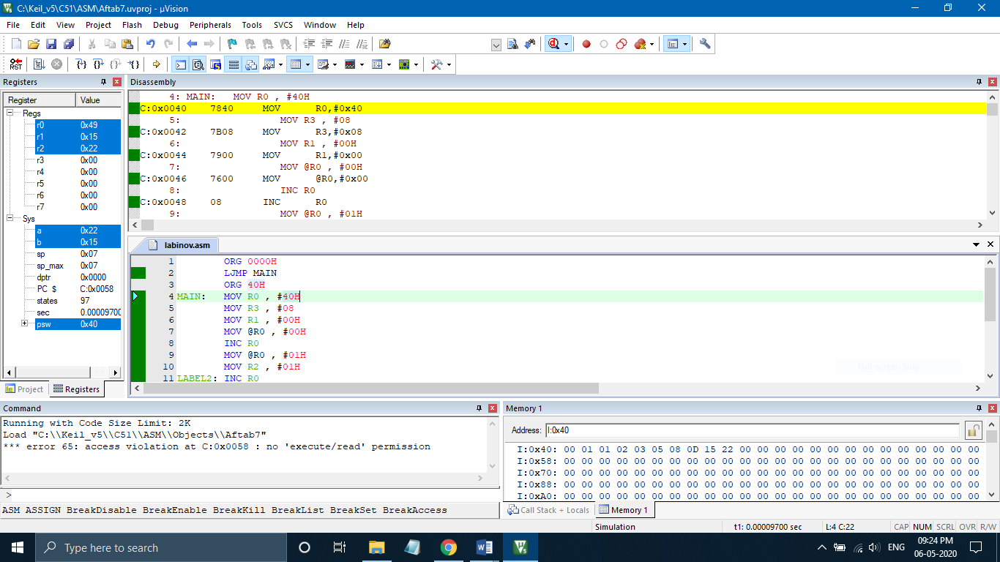 C:\Keil_v5\C51\ASM\Aftab7.uvproj - µVision
File Edit View Project Flash Debug Peripherals Tools SVCS Window Help
Registers
Register Value
Regs
r0 0x49
r1 0x15
r2 0x22
r3 0x00
r4 0x00
r5 0x00
r6 0x00
r7 0x00
Sys
a 0x22
b 0x15
sp 0x07
sp_max 0x07
dptr 0x0000
PC $ C:0x0058
states 97
sec 0.00009700
psw 0x40
Project Registers
Disassembly
4: MAIN: MOV R0 , #40H
C:0x0040 7840 MOV R0,#0x40
5: MOV R3 , #08
C:0x0042 7B08 MOV R3,#0x08
6: MOV R1 , #00H
C:0x0044 7900 MOV R1,#0x00
7: MOV @R0 , #00H
C:0x0046 7600 MOV @R0,#0x00
8: INC R0
C:0x0048 08 INC R0
9: MOV @R0 , #01H
labinov.asm
1 ORG 0000H
2 LJMP MAIN
3 ORG 40H
4 MAIN: MOV R0 , #40H
5 MOV R3 , #08
6 MOV R1 , #00H
7 MOV @R0 , #00H
8 INC R0
9 MOV @R0 , #01H
10 MOV R2 , #01H
11 LABEL2: INC R0
Command
Running with Code Size Limit: 2K
Load "C:\\Keil_v5\\C51\\ASM\\Objects\\Aftab7"
*** error 65: access violation at C:0x0058 : no 'execute/read' permission
>
ASM ASSIGN BreakDisable BreakEnable BreakKill BreakList BreakSet BreakAccess
Memory 1
Address: I:0x40
I:0x40: 00 01 01 02 03 05 08 0D 15 22 00 00 00 00 00 00 00 00 00 00 00 00 00 00
I:0x58: 00 00 00 00 00 00 00 00 00 00 00 00 00 00 00 00 00 00 00 00 00 00 00 00
I:0x70: 00 00 00 00 00 00 00 00 00 00 00 00 00 00 00 00 00 00 00 00 00 00 00 00
I:0x88: 00 00 00 00 00 00 00 00 00 00 00 00 00 00 00 00 00 00 00 00 00 00 00 00
I:0xA0: 00 00 00 00 00 00 00 00 00 00 00 00 00 00 00 00 00 00 00 00 00 00 00 00
Call Stack + Locals Memory 1
Simulation t1: 0.00009700 sec L:4 C:22 CAP NUM SCRL OVR R/W
Type here to search
ENG
09:24 PM
06-05-2020